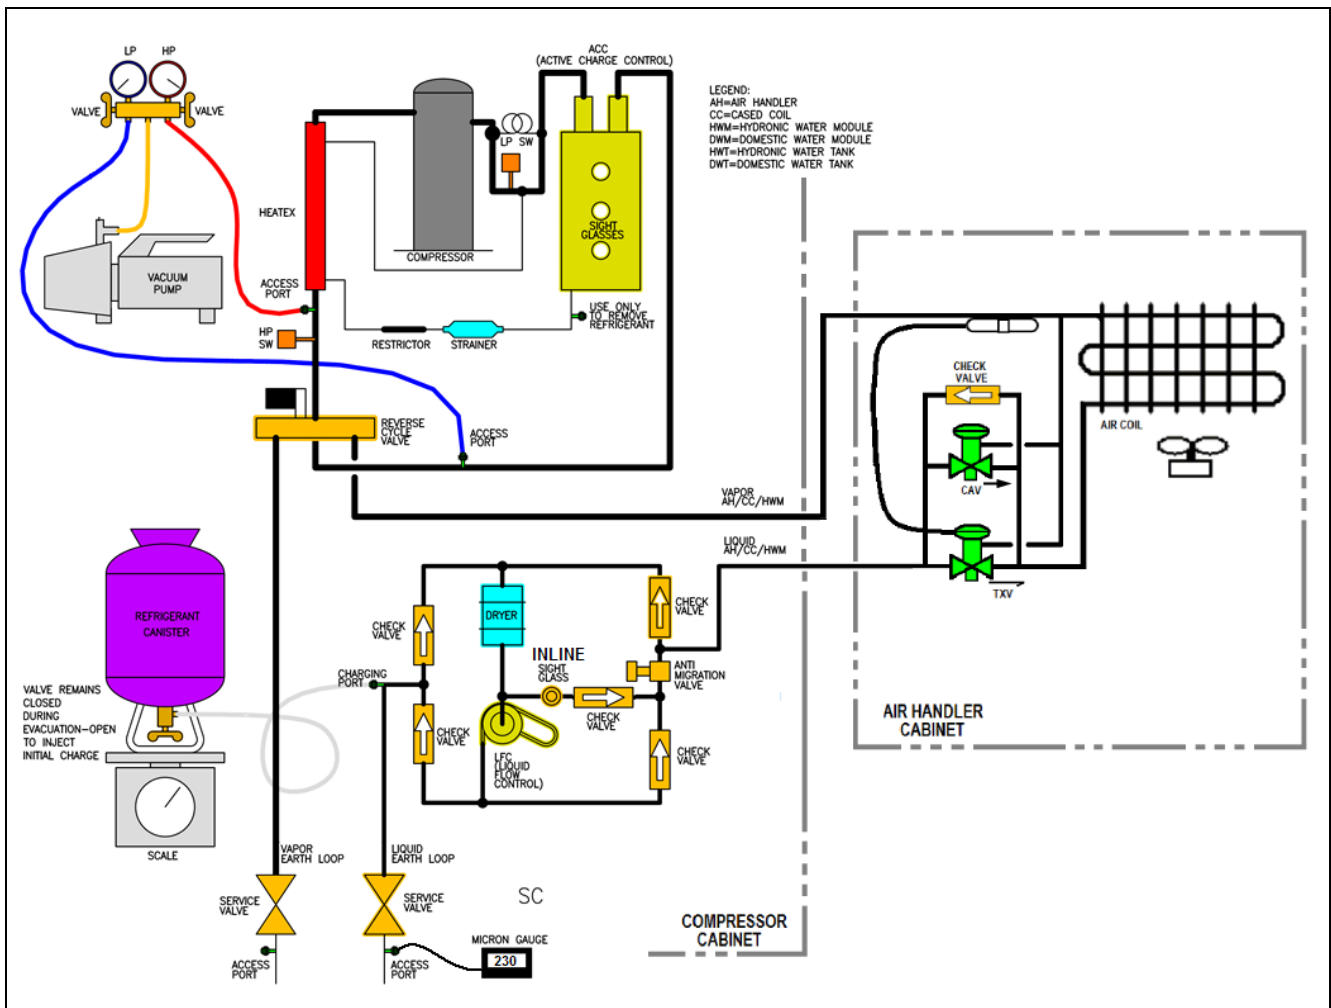 LP
HP
VALVE
VALVE
VACUUM
PUMP
HEATEX
ACCESS
PORT
HP
SW
COMPRESSOR
LP SW
ACC
(ACTIVE CHARGE CONTROL)
SIGHT
GLASSES
USE ONLY
TO REMOVE
REFRIGERANT
RESTRICTOR
STRAINER
REVERSE
CYCLE
VALVE
ACCESS
PORT
LEGEND:
AH=AIR HANDLER
CC=CASED COIL
HWM=HYDRONIC WATER MODULE
DWM=DOMESTIC WATER MODULE
HWT=HYDRONIC WATER TANK
DWT=DOMESTIC WATER TANK
CHECK
VALVE
AIR COIL
CAV
TXV
AIR HANDLER
CABINET
VAPOR
AH/CC/HWM
LIQUID
AH/CC/HWM
REFRIGERANT
CANISTER
VALVE REMAINS
CLOSED
DURING
EVACUATION-OPEN
TO INJECT
INITIAL CHARGE
SCALE
CHECK
VALVE
DRYER
CHECK
VALVE
INLINE
SIGHT
GLASS
ANTI
MIGRATION
VALVE
CHARGING
PORT
CHECK
VALVE
CHECK
VALVE
CHECK
VALVE
LFC
(LIQUID
FLOW
CONTROL)
VAPOR
EARTH LOOP
LIQUID
EARTH LOOP
SERVICE
VALVE
SERVICE
VALVE
SC
COMPRESSOR
CABINET
MICRON GAUGE
230
ACCESS
PORT
ACCESS
PORT